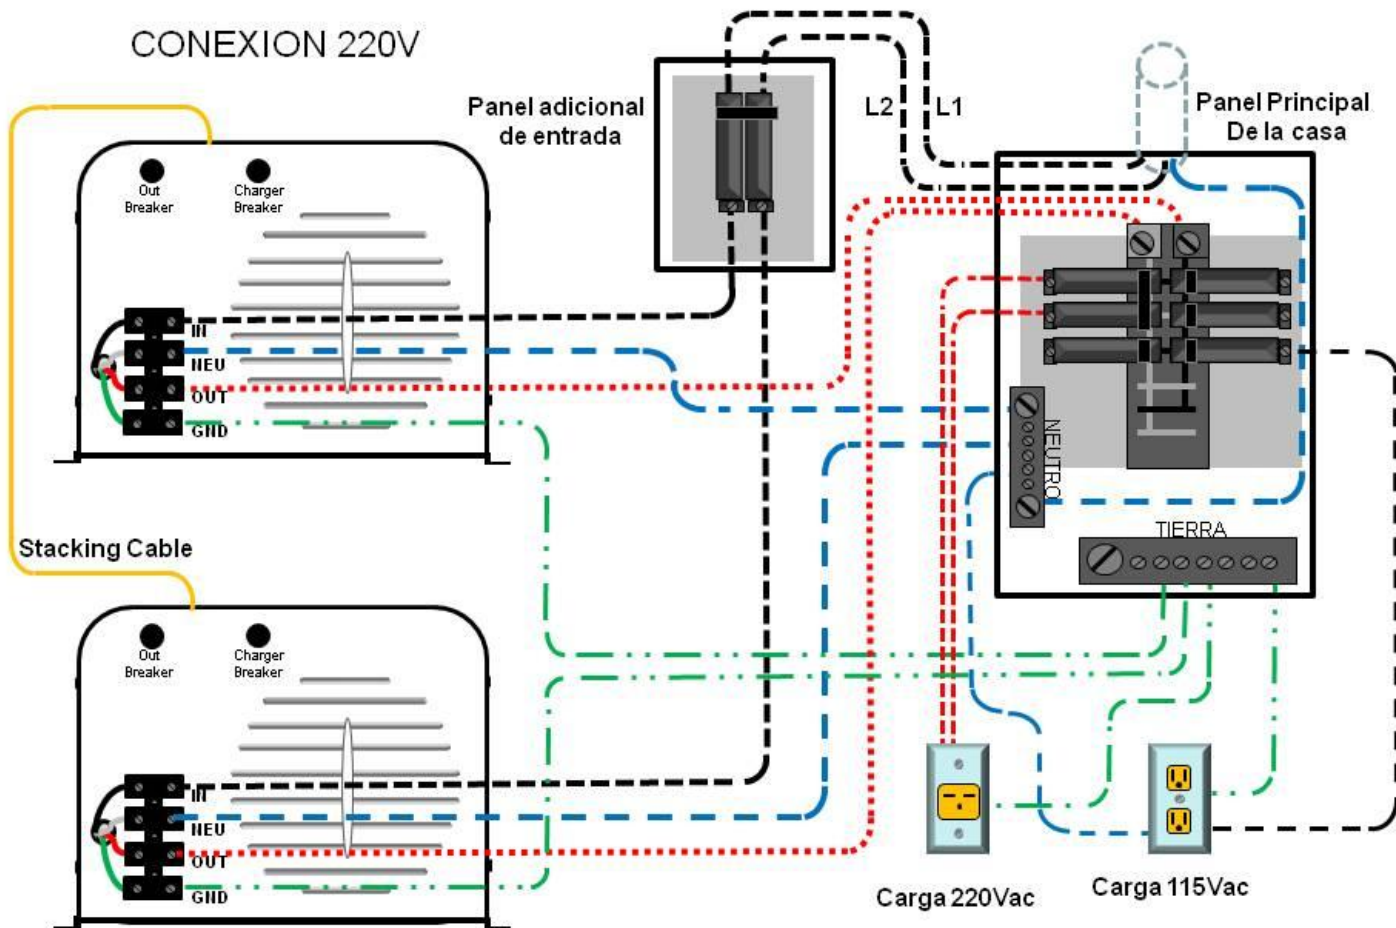 CONEXION 220V
Panel adicional
de entrada
L2
L1
Panel Principal
De la casa
Out
Breaker
Charger
Breaker
IN
NEU
OUT
GND
NEUTRO
TIERRA
Stacking Cable
Out
Breaker
Charger
Breaker
IN
NEU
OUT
GND
Carga 220Vac
Carga 115Vac